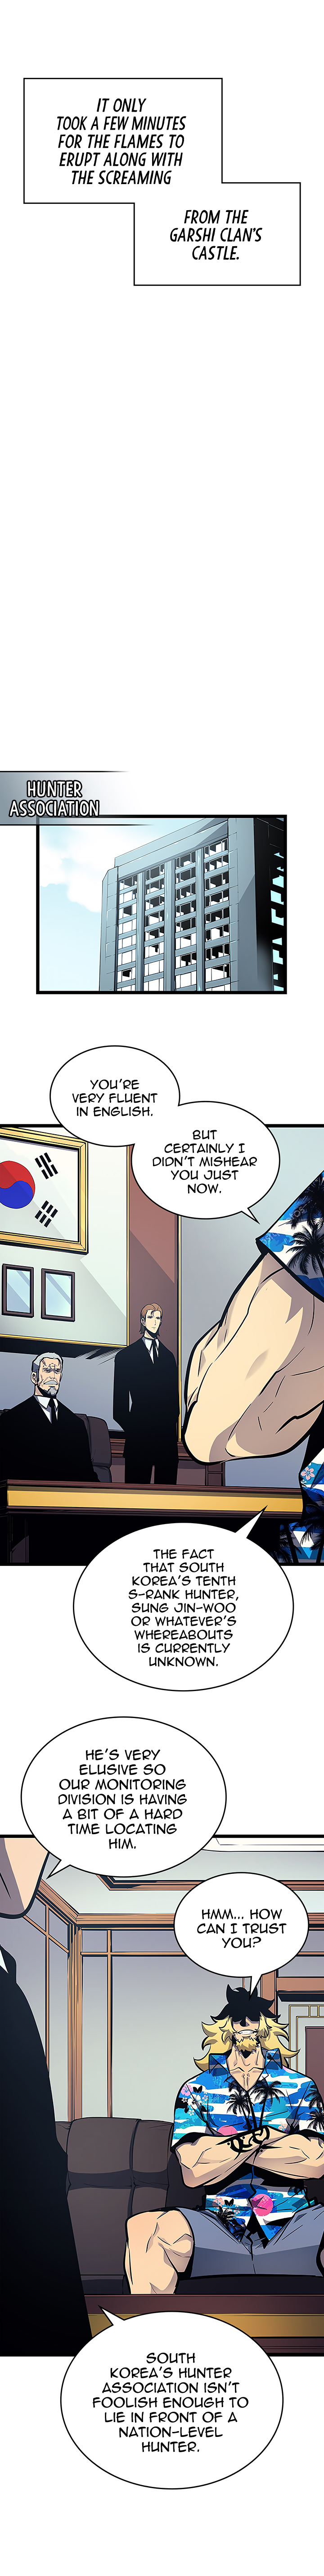 IT ONLY
TOOK A FEW MINUTES
FOR THE FLAMES TO
ERUPT ALONG WITH
THE SCREAMING
FROM THE
GARSHI CLAN'S
CASTLE.
HUNTER
ASSOCIATION
YOU'RE
VERY FLUENT
IN ENGLISH.
BUT
CERTAINLY I
DIDN'T MISHEAR
YOU JUST
NOW.
THE FACT
THAT SOUTH
KOREA'S TENTH
S-RANK HUNTER,
SUNG JIN-WOO
OR WHATEVER'S
WHEREABOUTS
IS CURRENTLY
UNKNOWN.
HE'S VERY
ELUSIVE SO
OUR MONITORING
DIVISION IS HAVING
A BIT OF A HARD
TIME LOCATING
HIM.
HMM... HOW
CAN I TRUST
YOU?
SOUTH
KOREA'S HUNTER
ASSOCIATION ISN'T
FOOLISH ENOUGH TO
LIE IN FRONT OF A
NATION-LEVEL
HUNTER.